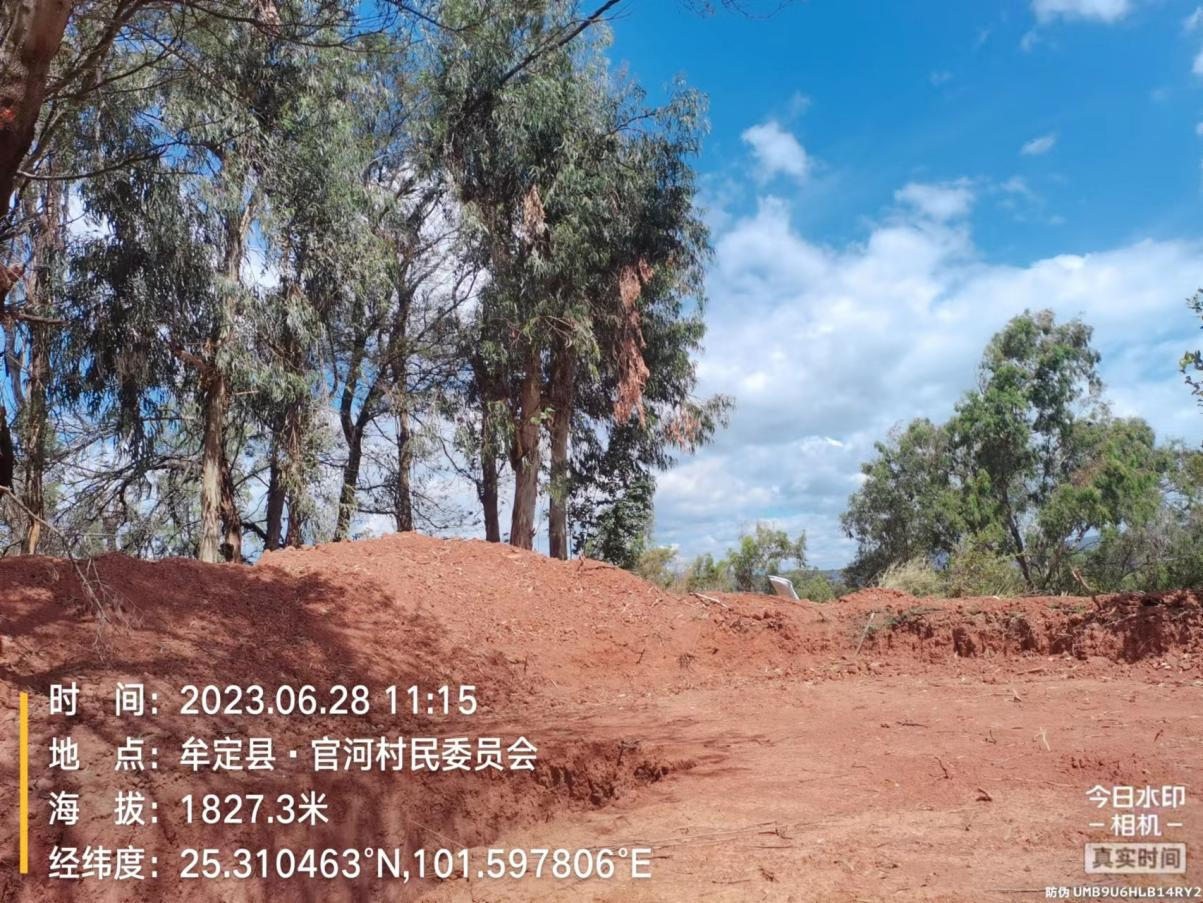 时　间：2023.06.28 11:15
地　点：牟定县·官河村民委员会
海　拔：1827.3米
经纬度：25.310463°N,101.597806°E
今日水印
相机
真实时间
防伪 UMB9U6HLB14RY2